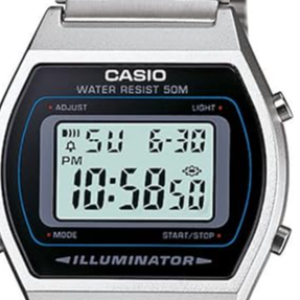 CASIO
WATER RESIST 50M
ADJUST LIGHT
SU 6-30
PM
10:58 50
MODE START/STOP
ILLUMINATOR